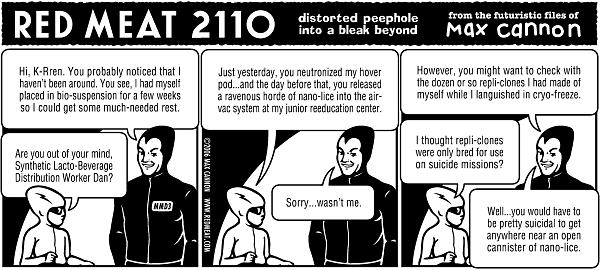 RED MEAT 2110
distorted peephole
into a bleak beyond
from the futuristic files of
Max cannon
Hi, K-Rren. You probably noticed that I
haven't been around. You see, I had myself
placed in bio-suspension for a few weeks
so I could get some much-needed rest.
Are you out of your mind,
Synthetic Lacto-Beverage
Distribution Worker Dan?
MMD3
Just yesterday, you neutronized my hover
pod...and the day before that, you released
a ravenous horde of nano-lice into the air-
vac system at my junior reeducation center.
Sorry...wasn't me.
©2006 MAX CANNON WWW.REDMEAT.COM
However, you might want to check with
the dozen or so repli-clones I had made of
myself while I languished in cryo-freeze.
I thought repli-clones
were only bred for use
on suicide missions?
Well...you would have to
be pretty suicidal to get
anywhere near an open
cannister of nano-lice.